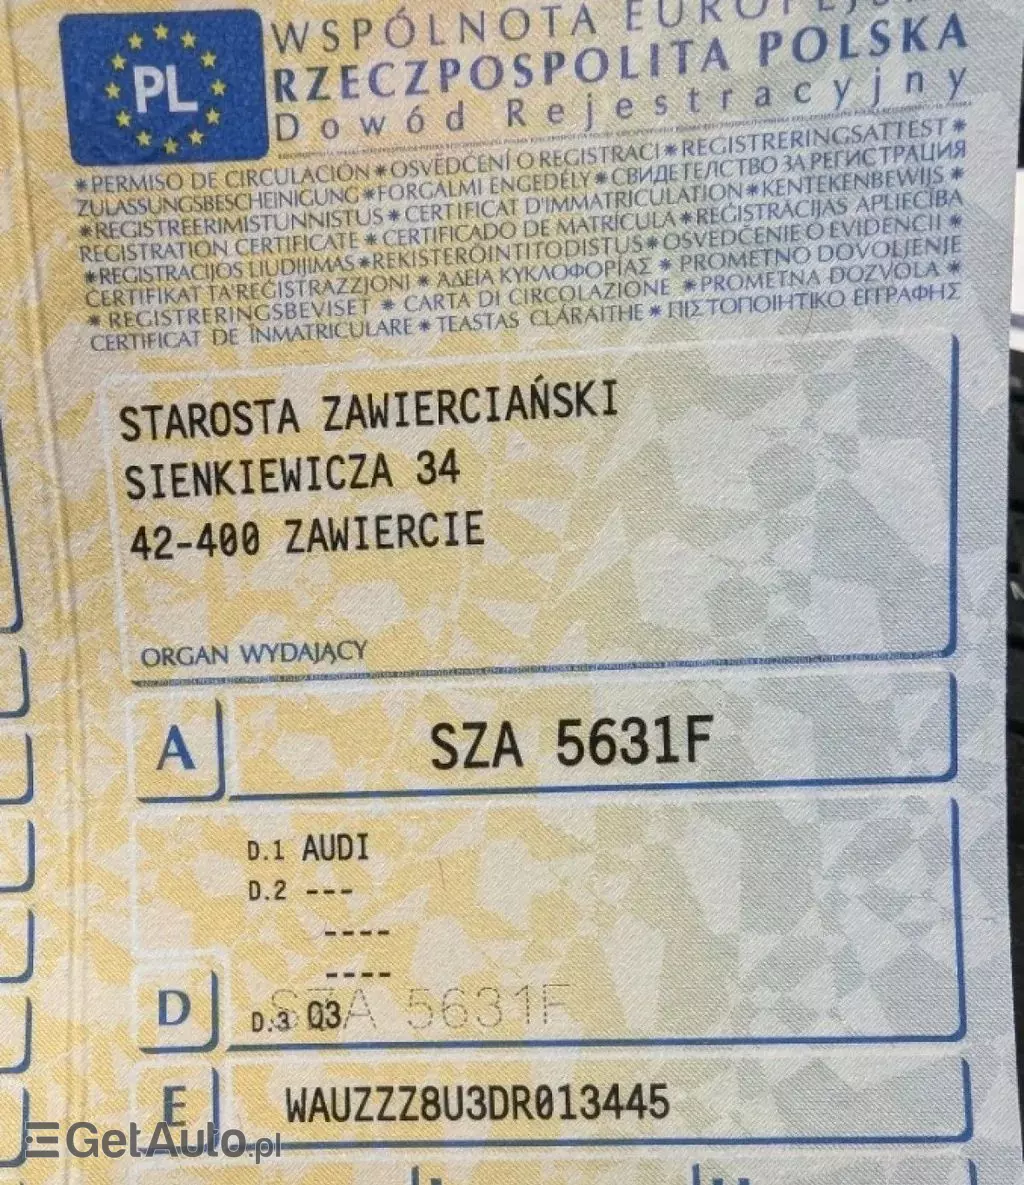 PL
WSPÓLNOTA EUROPEJSKA
RZECZPOSPOLITA POLSKA
Dowód Rejestracyjny
*PERMISO DE CIRCULACIÓN*OSVĚDČENÍ O REGISTRACI*REGISTRERINGSATTEST*
ZULASSUNGSBESCHEINIGUNG*FORGALMI ENGEDÉLY*СВИДЕТЕЛСТВО ЗА РЕГИСТРАЦИЯ
*REGISTREERIMISTUNNISTUS*CERTIFICAT D'IMMATRICULATION*KENTEKENBEWIJS*
REGISTRATION CERTIFICATE*CERTIFICADO DE MATRÍCULA*REĢISTRĀCIJAS APLIECĪBA
*REGISTRACIJOS LIUDIJIMAS*REKISTERÖINTITODISTUS*OSVEDČENIE O EVIDENCII*
CERTIFIKAT TA'REĠISTRAZZJONI*ΑΔΕΙΑ ΚΥΚΛΟΦΟΡΙΑΣ*PROMETNO DOVOLJENJE
*REGISTRERINGSBEVISET*CARTA DI CIRCOLAZIONE*PROMETNA DOZVOLA*
CERTIFICAT DE ÎNMATRICULARE*TEASTAS CLÁRAITHE*ΠΙΣΤΟΠΟΙΗΤΙΚΟ ΕΓΓΡΑΦΗΣ
STAROSTA ZAWIERCIAŃSKI
SIENKIEWICZA 34
42-400 ZAWIERCIE
ORGAN WYDAJĄCY
A SZA 5631F
D.1 AUDI
D.2 ---
----
----
D D.3 Q3
SZA 5631F
E WAUZZZ8U3DR013445
GetAuto.pl